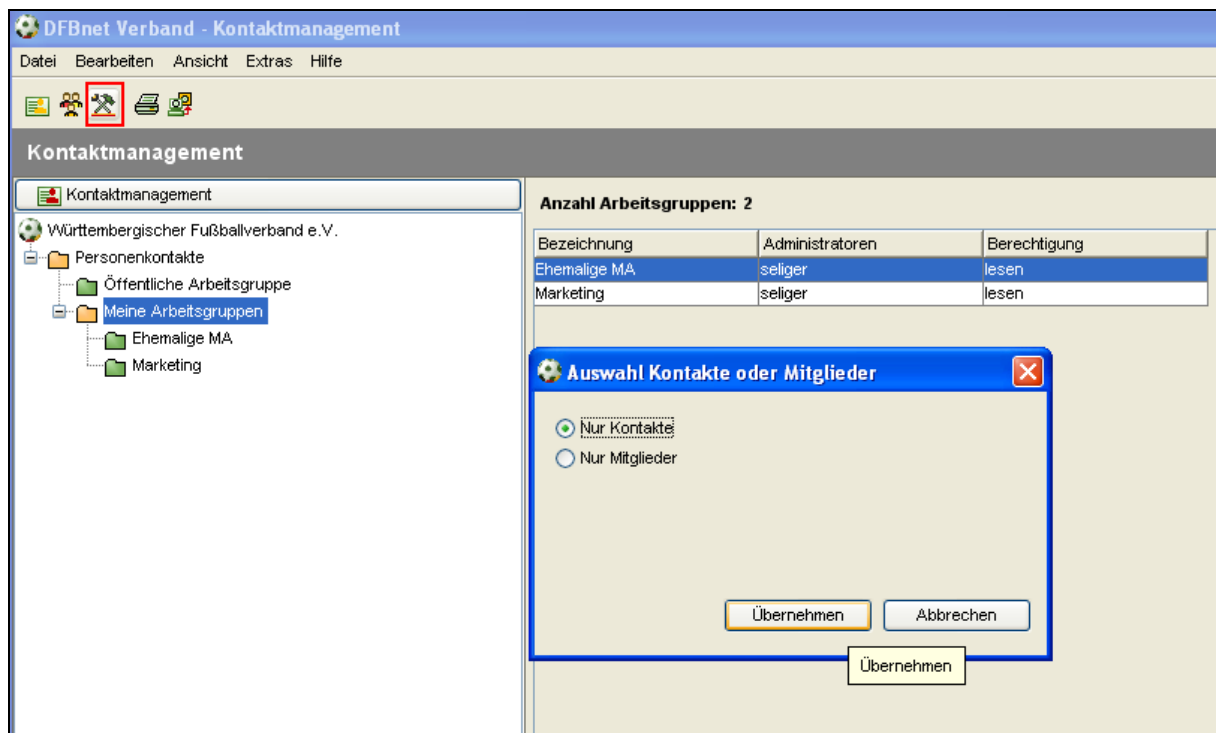 DFBnet Verband - Kontaktmanagement
Datei Bearbeiten Ansicht Extras Hilfe
Kontaktmanagement
Kontaktmanagement
Württembergischer Fußballverband e.V.
Personenkontakte
Öffentliche Arbeitsgruppe
Meine Arbeitsgruppen
Ehemalige MA
Marketing
Anzahl Arbeitsgruppen: 2
Bezeichnung Administratoren Berechtigung
Ehemalige MA seliger lesen
Marketing seliger lesen
Auswahl Kontakte oder Mitglieder
Nur Kontakte
Nur Mitglieder
Übernehmen Abbrechen
Übernehmen